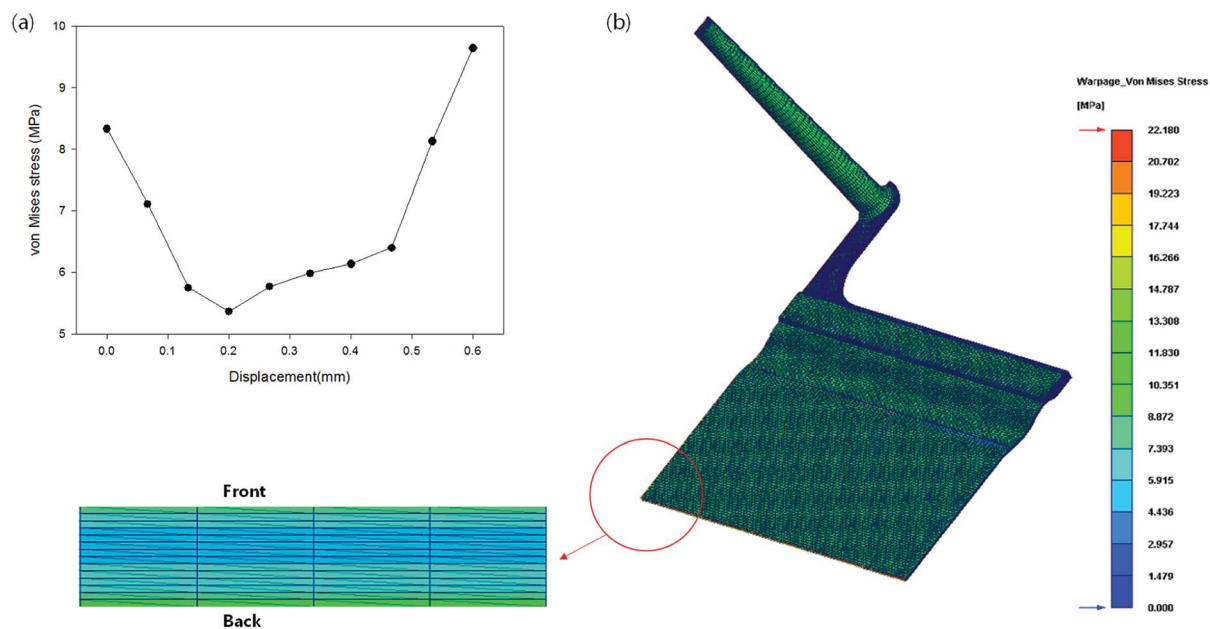 (a)
10
9
8
7
6
5
von Mises stress (MPa)
0.0 0.1 0.2 0.3 0.4 0.5 0.6
Displacement(mm)
Front
Back
(b)
Warpage_Von Mises Stress
[MPa]
22.180
20.702
19.223
17.744
16.266
14.787
13.308
11.830
10.351
8.872
7.393
5.915
4.436
2.957
1.479
0.000